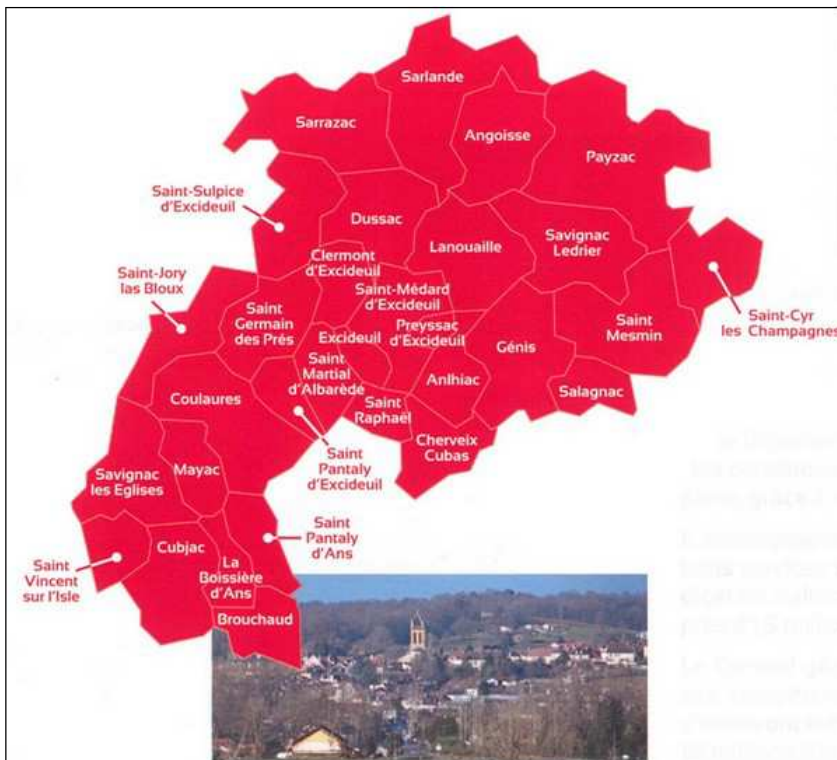 Sarlande
Sarrazac
Angoisse
Payzac
Saint-Sulpice
d'Excideuil
Dussac
Lanouaille
Savignac
Ledrier
Clermont
d'Excideuil
Saint-Jory
las Bloux
Saint-Médard
d'Excideuil
Saint-Cyr
les Champagnes
Saint
Germain
des Prés
Excideuil
Preyssac
d'Excideuil
Génis
Saint
Mesmin
Saint
Martial
d'Albarède
Anlhiac
Salagnac
Coulaures
Saint
Raphaël
Cherveix
Cubas
Saint
Pantaly
d'Excideuil
Savignac
les Eglises
Mayac
Saint
Pantaly
d'Ans
Cubjac
Saint
Vincent
sur l'Isle
La
Boissière
d'Ans
Brouchaud